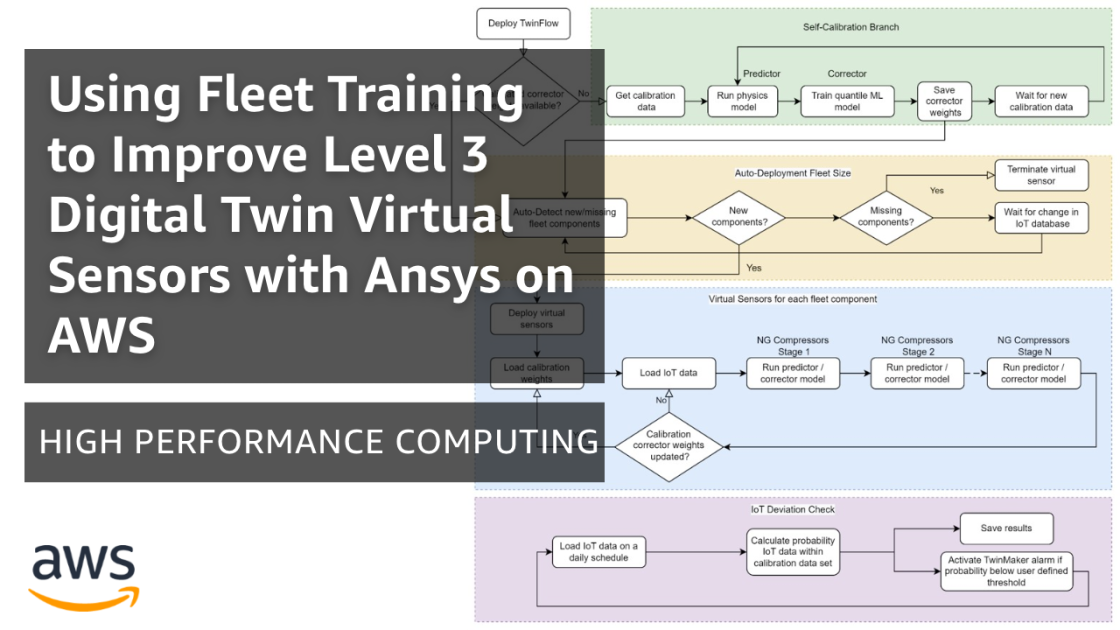 Deploy TwinFlow
Using Fleet Training
to Improve Level 3
Digital Twin Virtual
Sensors with Ansys on
AWS
HIGH PERFORMANCE COMPUTING
aws
corrector
available?
No
Self-Calibration Branch
Predictor
Corrector
Get calibration
data
Run physics
model
Train quantile ML
model
Save
corrector
weights
Wait for new
calibration data
Auto-Deployment Fleet Size
Auto-Detect new/missing
fleet components
New
components?
Missing
components?
Yes
Terminate virtual
sensor
Wait for change in
IoT database
Yes
Virtual Sensors for each fleet component
Deploy virtual
sensors
Load calibration
weights
Load IoT data
NG Compressors
Stage 1
Run predictor /
corrector model
NG Compressors
Stage 2
Run predictor /
corrector model
NG Compressors
Stage N
Run predictor /
corrector model
No
Calibration
corrector weights
updated?
IoT Deviation Check
Load IoT data on a
daily schedule
Calculate probability
IoT data within
calibration data set
Save results
Activate TwinMaker alarm if
probability below user defined
threshold